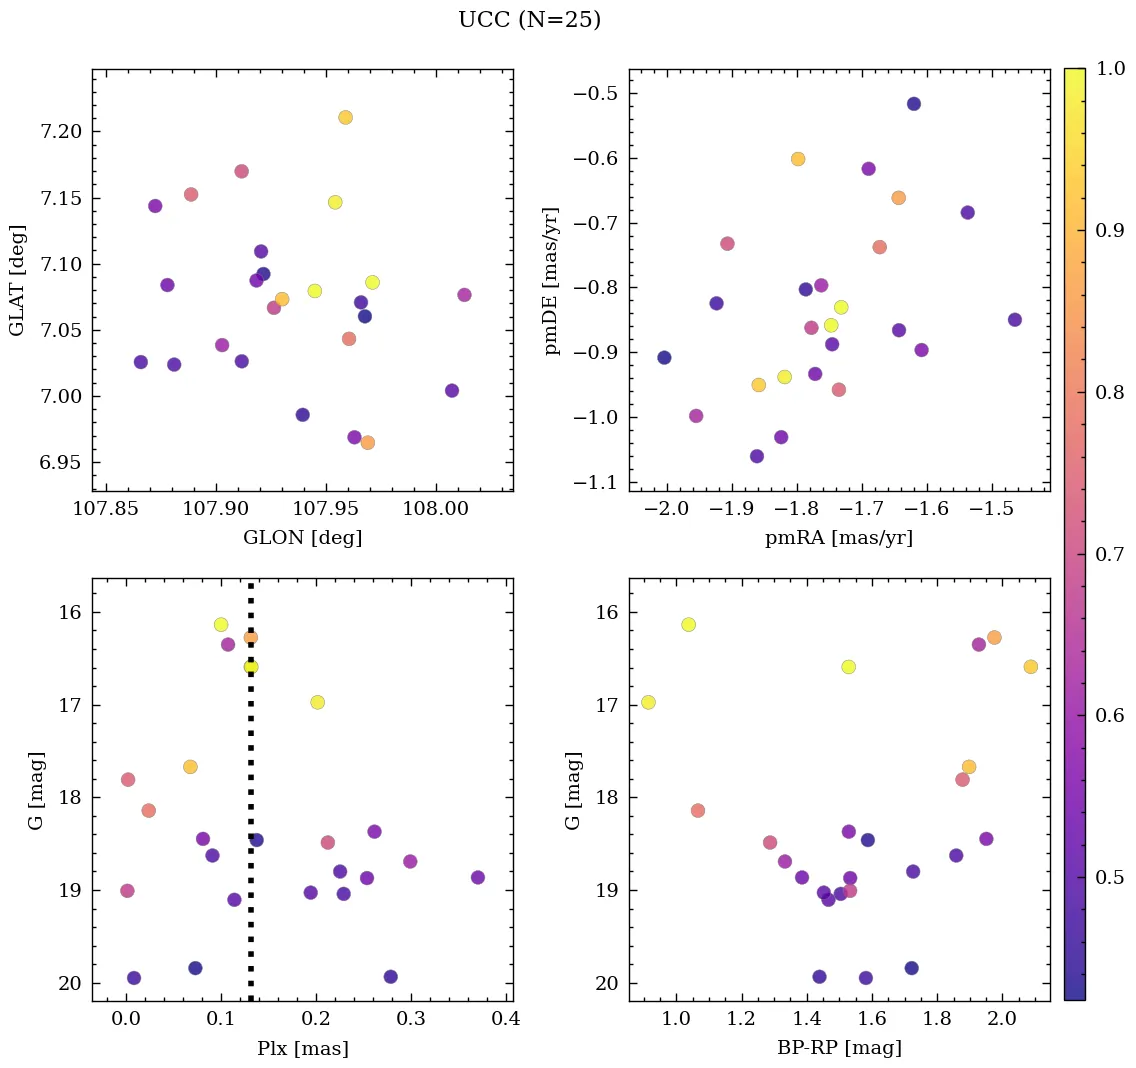 UCC (N=25)
7.20
7.15
7.10
7.05
7.00
6.95
GLAT [deg]
107.85 107.90 107.95 108.00
GLON [deg]
−0.5
−0.6
−0.7
−0.8
−0.9
−1.0
−1.1
pmDE [mas/yr]
−2.0 −1.9 −1.8 −1.7 −1.6 −1.5
pmRA [mas/yr]
1.0
0.9
0.8
0.7
0.6
0.5
16
17
18
19
20
G [mag]
0.0 0.1 0.2 0.3 0.4
Plx [mas]
16
17
18
19
20
G [mag]
1.0 1.2 1.4 1.6 1.8 2.0
BP-RP [mag]